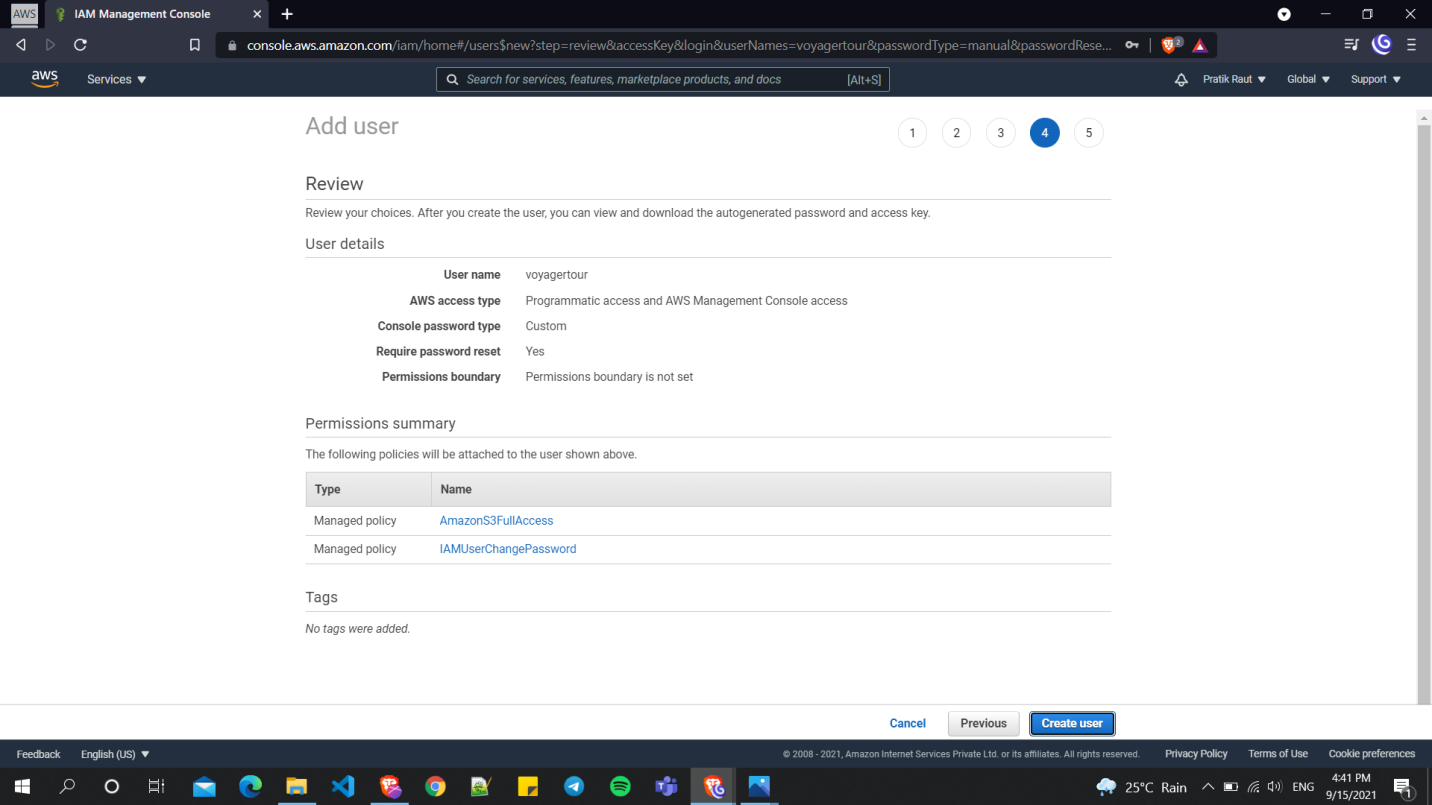 AWS
IAM Management Console
console.aws.amazon.com/iam/home#/users$new?step=review&accessKey&login&userNames=voyagertour&passwordType=manual&passwordRese...
2
aws
Services
Search for services, features, marketplace products, and docs
[Alt+S]
Pratik Raut
Global
Support
Add user
1
2
3
4
5
Review
Review your choices. After you create the user, you can view and download the autogenerated password and access key.
User details
User name voyagertour
AWS access type Programmatic access and AWS Management Console access
Console password type Custom
Require password reset Yes
Permissions boundary Permissions boundary is not set
Permissions summary
The following policies will be attached to the user shown above.
Type Name
Managed policy AmazonS3FullAccess
Managed policy IAMUserChangePassword
Tags
No tags were added.
Cancel
Previous
Create user
Feedback
English (US)
© 2008 - 2021, Amazon Internet Services Private Ltd. or its affiliates. All rights reserved.
Privacy Policy
Terms of Use
Cookie preferences
25°C Rain
ENG
4:41 PM
9/15/2021
1